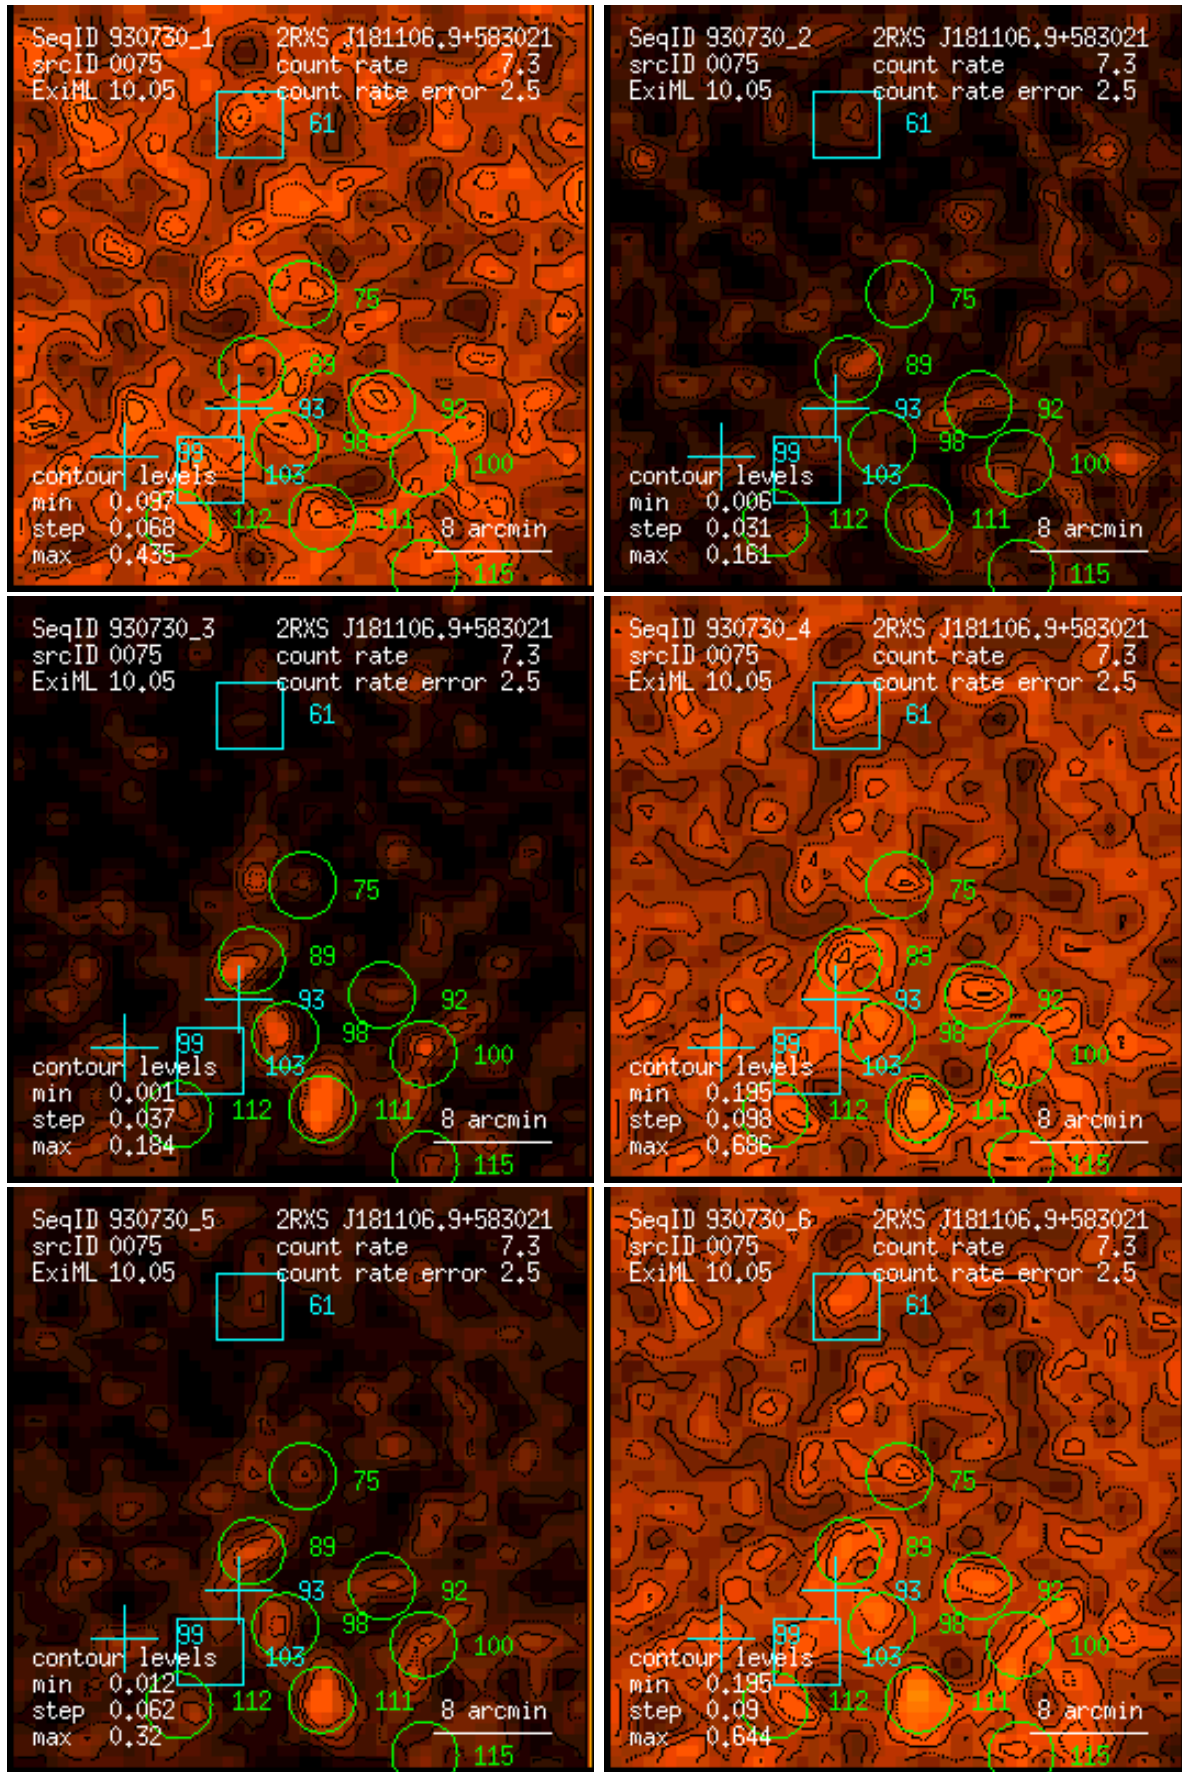 SeqID 930730_1 2RXS J181106.9+583021
srcID 0075 count rate 7.3
ExiML 10.05 count rate error 2.5
61
75
89
93 92
99 98
103 100
contour levels
min 0.097
112 111
step 0.068 8 arcmin
max 0.435
115
SeqID 930730_2 2RXS J181106.9+583021
srcID 0075 count rate 7.3
ExiML 10.05 count rate error 2.5
61
75
89
93 92
99 98
103 100
contour levels
min 0.006
112 111
step 0.031 8 arcmin
max 0.161
115
SeqID 930730_3 2RXS J181106.9+583021
srcID 0075 count rate 7.3
ExiML 10.05 count rate error 2.5
61
75
89
93 92
99 98
103 100
contour levels
min 0.001
112 111
step 0.037 8 arcmin
max 0.184
115
SeqID 930730_4 2RXS J181106.9+583021
srcID 0075 count rate 7.3
ExiML 10.05 count rate error 2.5
61
75
89
93 92
99 98
103 100
contour levels
min 0.195
112 111
step 0.098 8 arcmin
max 0.686
115
SeqID 930730_5 2RXS J181106.9+583021
srcID 0075 count rate 7.3
ExiML 10.05 count rate error 2.5
61
75
89
93 92
99 98
103 100
contour levels
min 0.012
112 111
step 0.062 8 arcmin
max 0.32
115
SeqID 930730_6 2RXS J181106.9+583021
srcID 0075 count rate 7.3
ExiML 10.05 count rate error 2.5
61
75
89
93 92
99 98
103 100
contour levels
min 0.195
112 111
step 0.09 8 arcmin
max 0.644
115